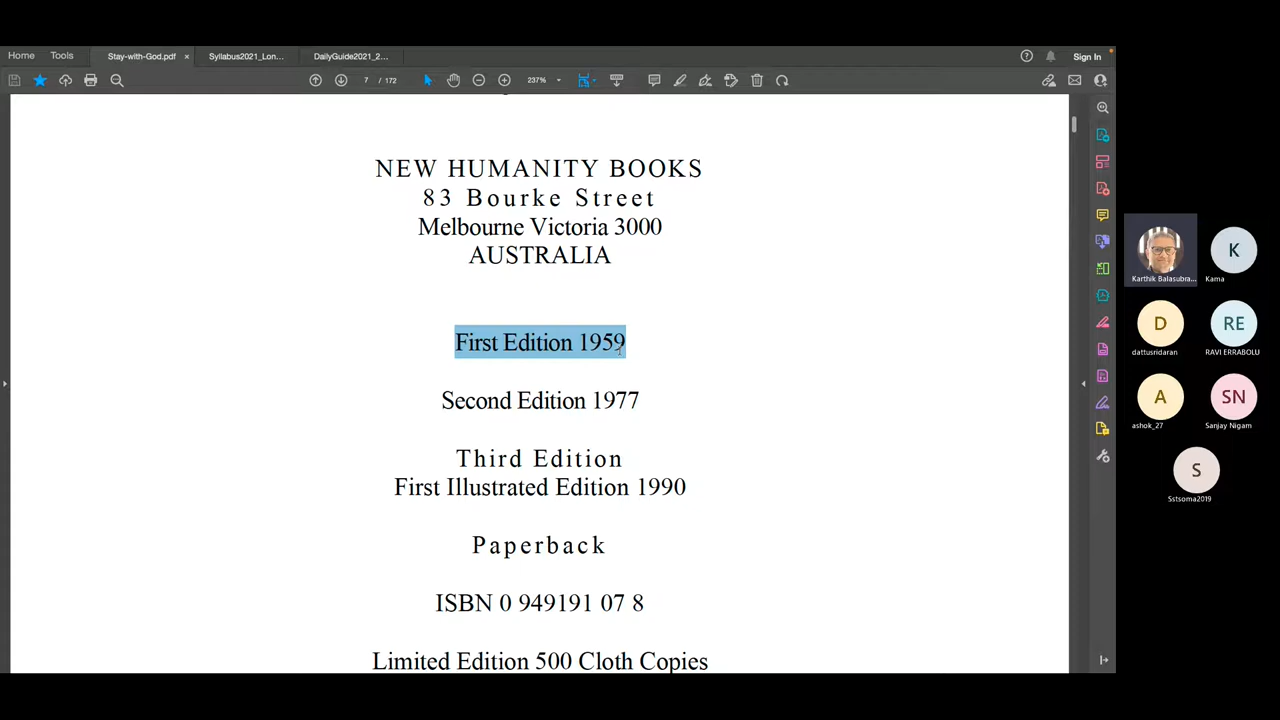 Home
Tools
Stay-with-God.pdf
Syllabus2021_Lon...
DailyGuide2021_2...
Sign In
7 / 172
237%
NEW HUMANITY BOOKS
83 Bourke Street
Melbourne Victoria 3000
AUSTRALIA
First Edition 1959
Second Edition 1977
Third Edition
First Illustrated Edition 1990
Paperback
ISBN 0 949191 07 8
Limited Edition 500 Cloth Copies
Karthik Balasubra...
K
Kama
D
dattusridaran
RE
RAVI ERRABOLU
A
ashok_27
SN
Sanjay Nigam
S
Sstsoma2019